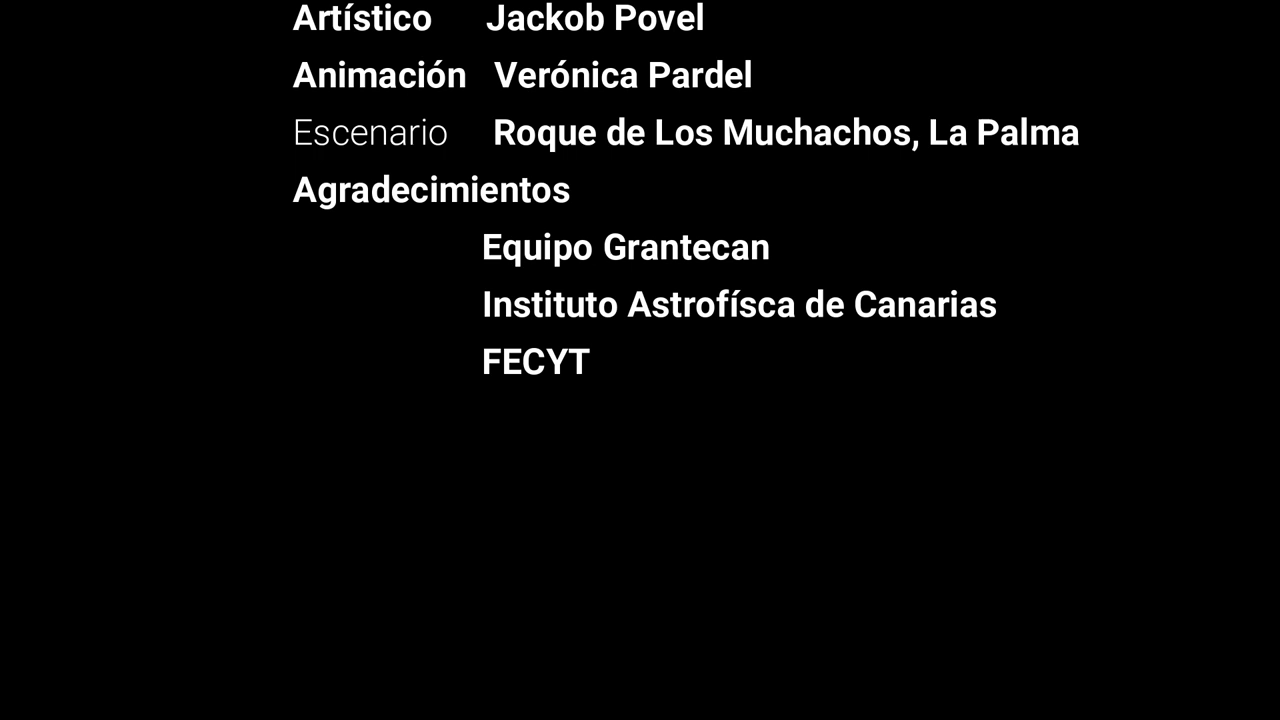 Artístico Jackob Povel
Animación Verónica Pardel
Escenario Roque de Los Muchachos, La Palma
Agradecimientos
Equipo Grantecan
Instituto Astrofísca de Canarias
FECYT